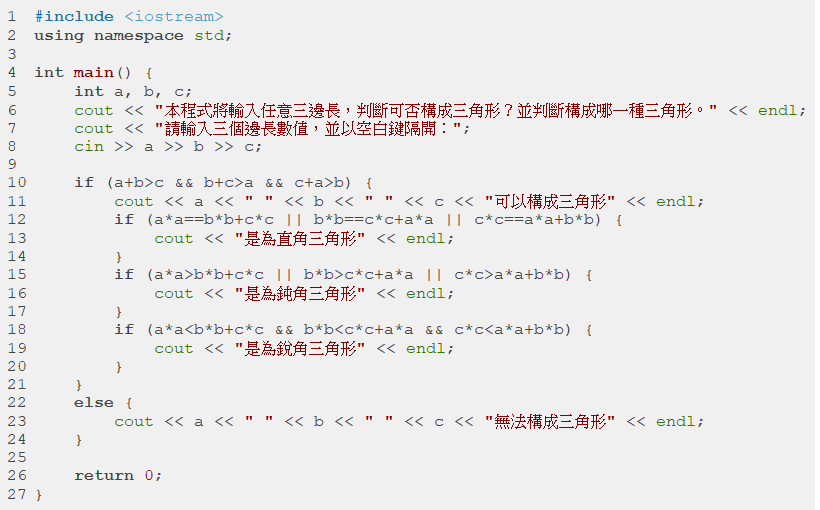 1 #include <iostream>
2 using namespace std;
3
4 int main() {
5     int a, b, c;
6     cout << "本程式將輸入任意三邊長，判斷可否構成三角形？並判斷構成哪一種三角形。" << endl;
7     cout << "請輸入三個邊長數值，並以空白鍵隔開：";
8     cin >> a >> b >> c;
9
10     if (a+b>c && b+c>a && c+a>b) {
11         cout << a << " " << b << " " << c << "可以構成三角形" << endl;
12         if (a*a==b*b+c*c || b*b==c*c+a*a || c*c==a*a+b*b) {
13             cout << "是為直角三角形" << endl;
14         }
15         if (a*a>b*b+c*c || b*b>c*c+a*a || c*c>a*a+b*b) {
16             cout << "是為鈍角三角形" << endl;
17         }
18         if (a*a<b*b+c*c && b*b<c*c+a*a && c*c<a*a+b*b) {
19             cout << "是為銳角三角形" << endl;
20         }
21     }
22     else {
23         cout << a << " " << b << " " << c << "無法構成三角形" << endl;
24     }
25
26     return 0;
27 }